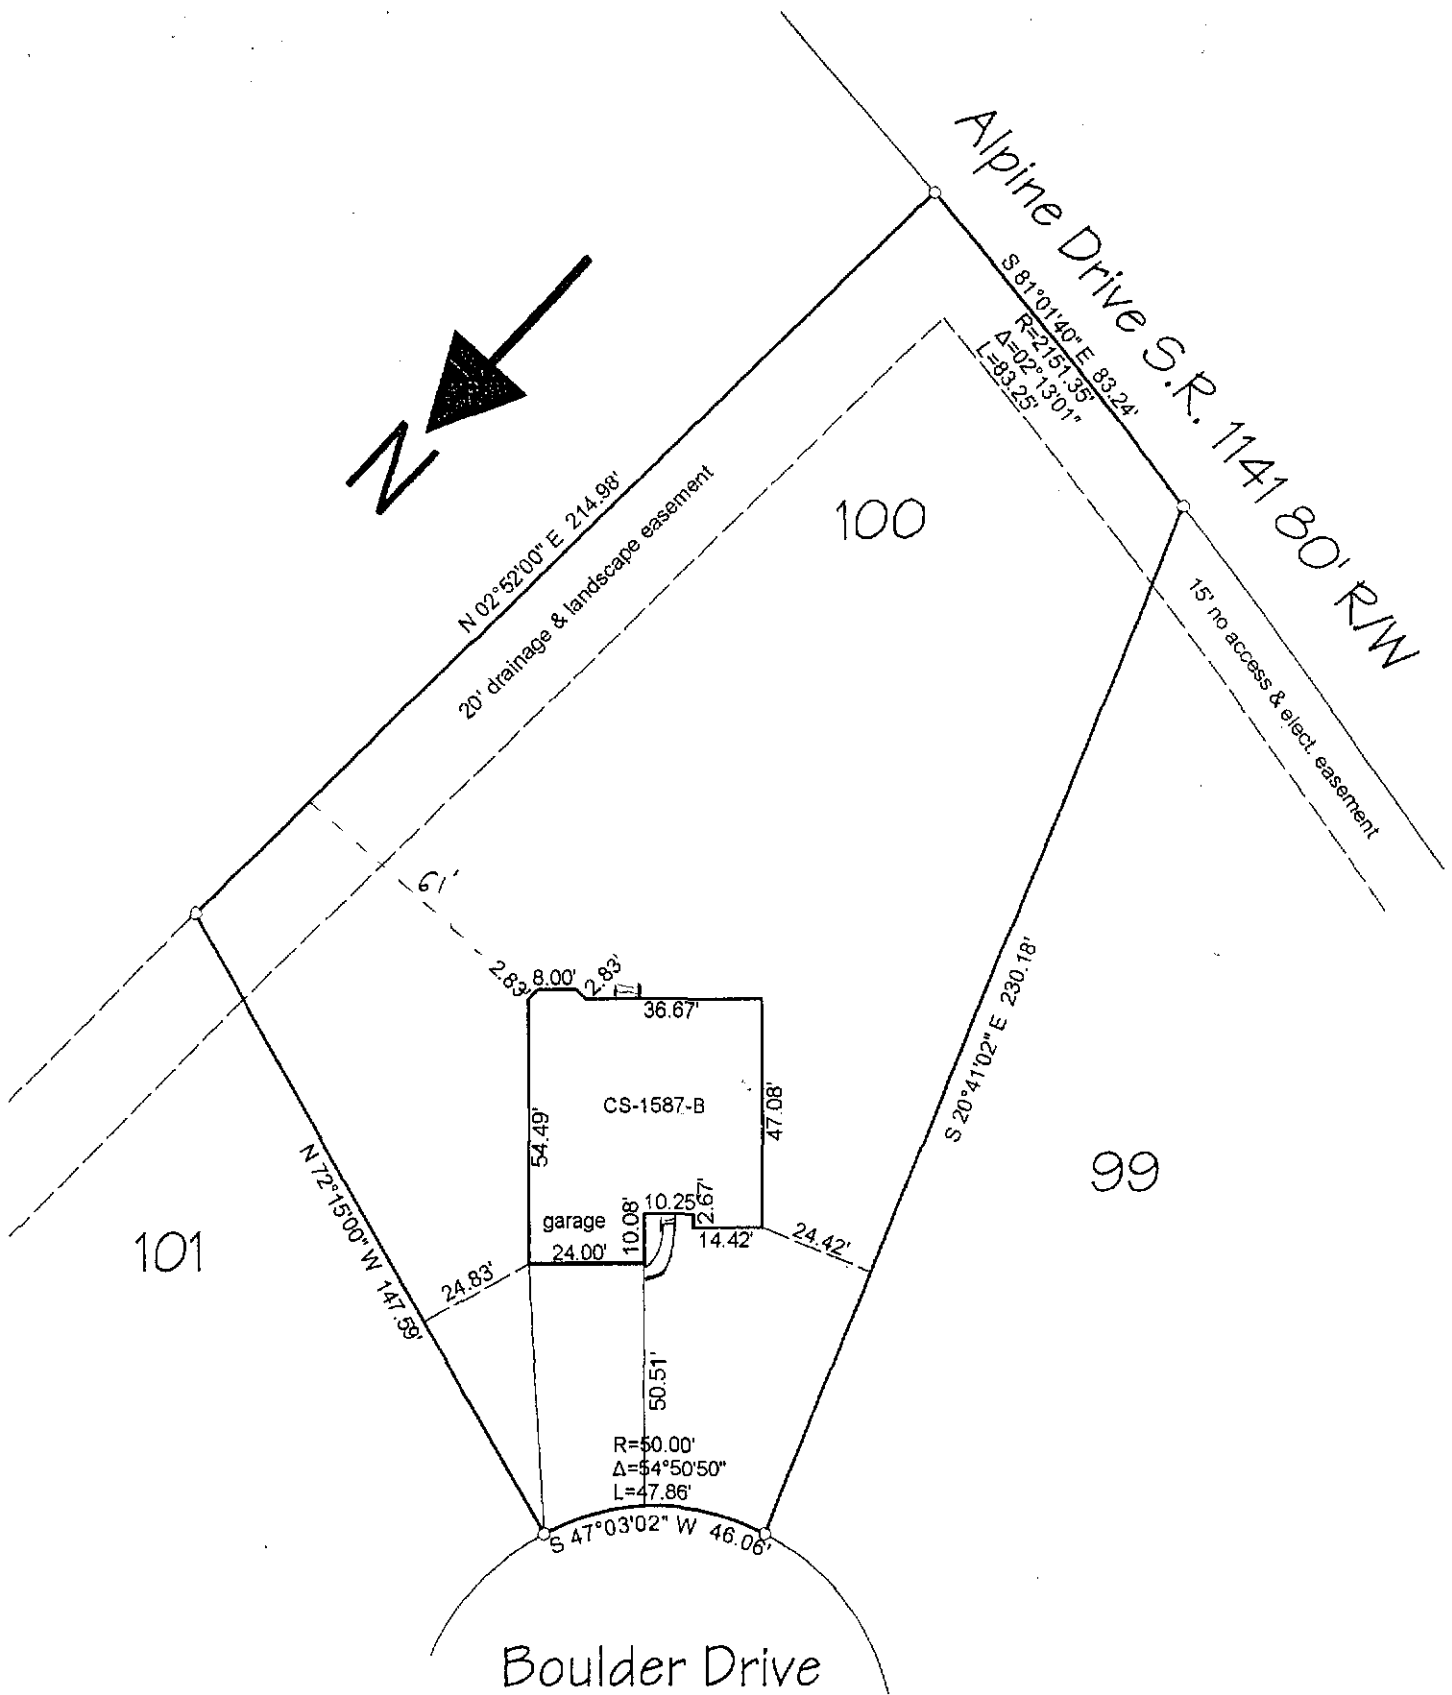 Alpine Drive S.R. 1141 80' R/W
S 81°01'40" E 83.24'
R=2151.35'
Δ=02°13'01"
L=83.25'
N
N 02°52'00" E 214.98'
20' drainage & landscape easement
100
15' no access & elect. easement
61'
2.83'
8.00'
2.83'
36.67'
S 20°41'02" E 230.18'
CS-1587-B
47.08'
54.49'
99
N 72°15'00" W 147.59'
101
garage
10.08'
10.25'
2.67'
24.00'
14.42'
24.42'
24.83'
50.51'
R=50.00'
Δ=54°50'50"
L=47.86'
S 47°03'02" W 46.06'
Boulder Drive